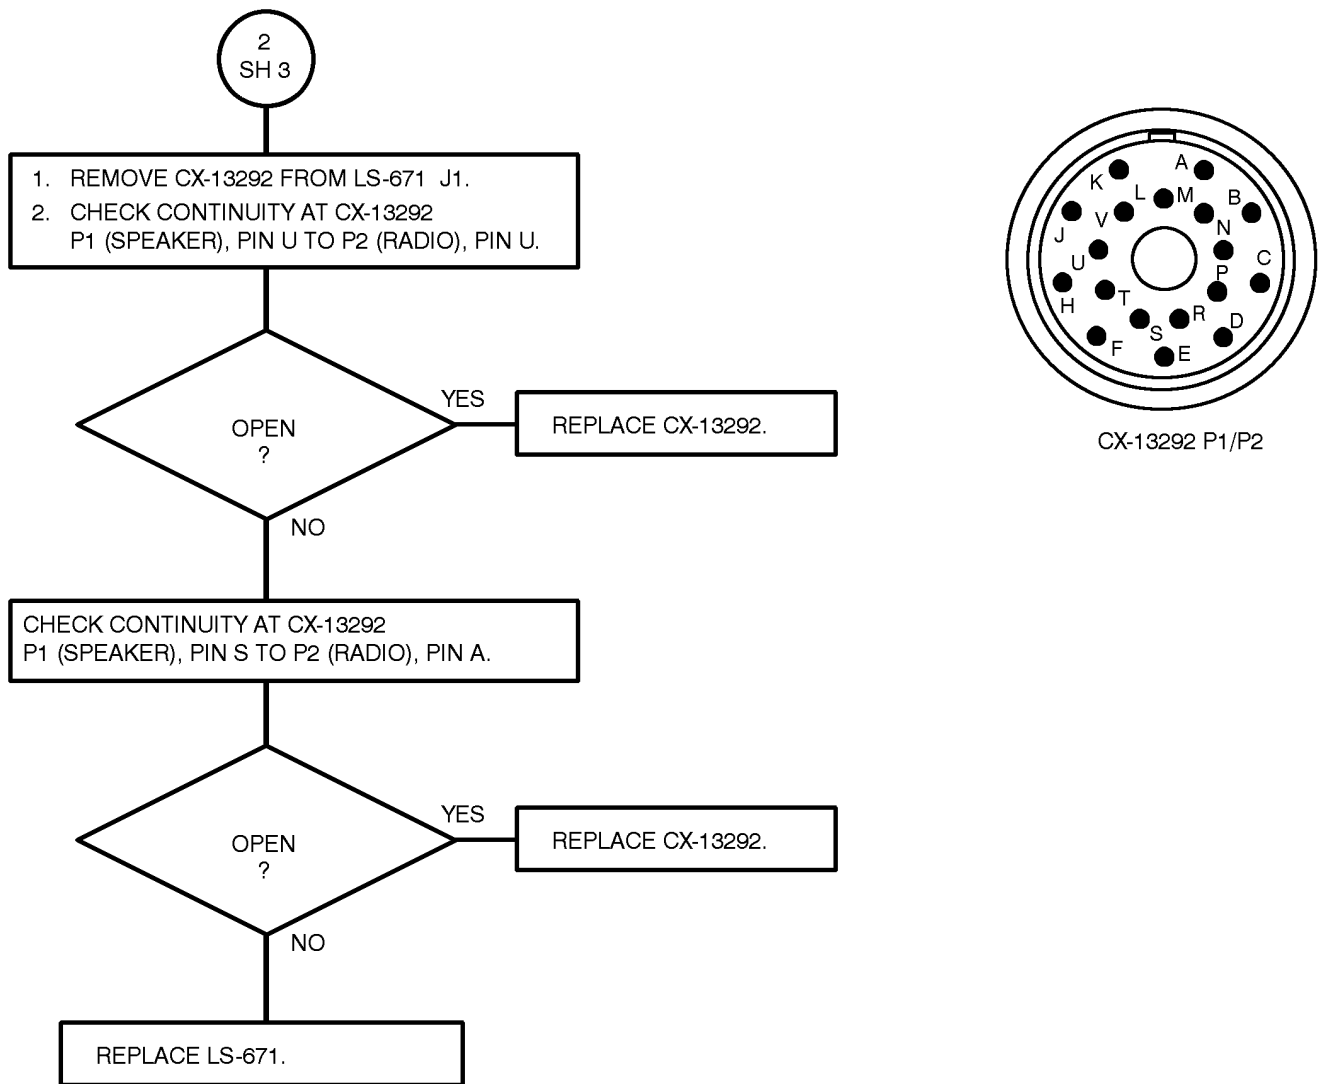 2
SH 3
1. REMOVE CX-13292 FROM LS-671 J1.
2. CHECK CONTINUITY AT CX-13292
P1 (SPEAKER), PIN U TO P2 (RADIO), PIN U.
OPEN
?
YES
REPLACE CX-13292.
NO
CHECK CONTINUITY AT CX-13292
P1 (SPEAKER), PIN S TO P2 (RADIO), PIN A.
OPEN
?
YES
REPLACE CX-13292.
NO
REPLACE LS-671.
A
K
L
M
B
J
V
N
U
C
P
H
T
R
D
S
F
E
CX-13292 P1/P2